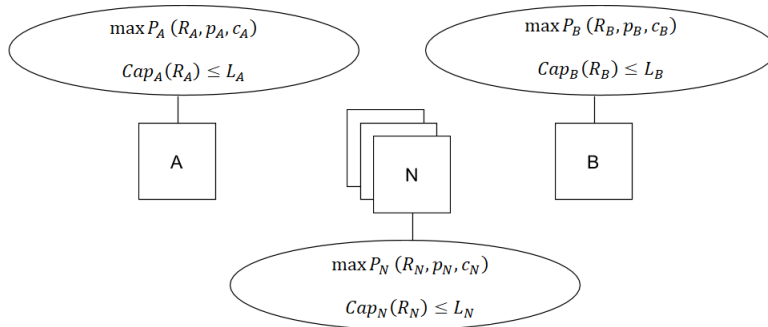 max P_A (R_A, p_A, c_A)
Cap_A(R_A) ≤ L_A
max P_B (R_B, p_B, c_B)
Cap_B(R_B) ≤ L_B
A
N
B
max P_N (R_N, p_N, c_N)
Cap_N(R_N) ≤ L_N